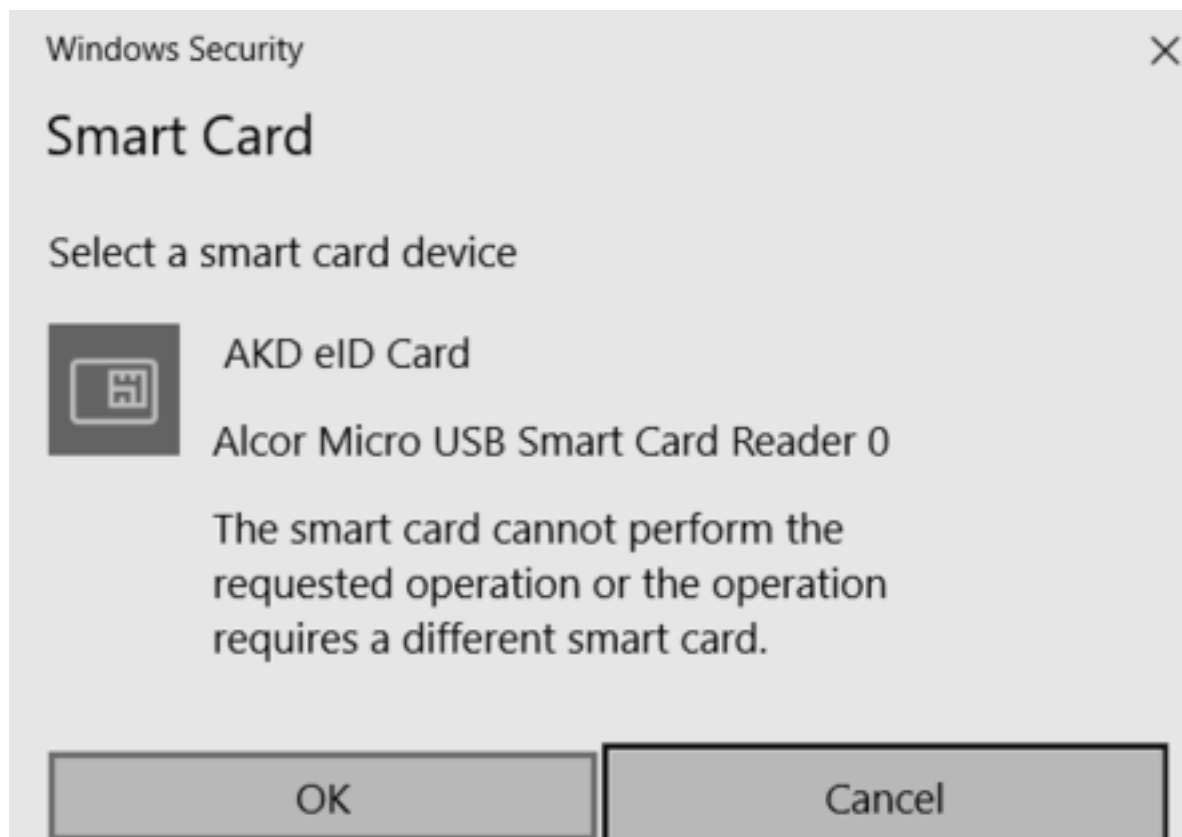 Windows Security
Smart Card
Select a smart card device
AKD eID Card
Alcor Micro USB Smart Card Reader 0
The smart card cannot perform the
requested operation or the operation
requires a different smart card.
OK
Cancel